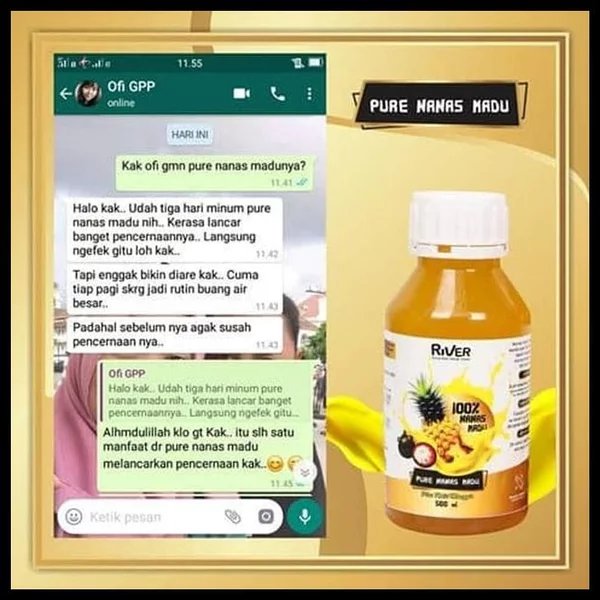 11.55
Ofi GPP
online
HARI INI
Kak ofi gmn pure nanas madunya?
11.41
Halo kak.. Udah tiga hari minum pure
nanas madu nih.. Kerasa lancar
banget pencernaannya.. Langsung
ngefek gitu loh kak..
11.42
Tapi enggak bikin diare kak.. Cuma
tiap pagi skrg jadi rutin buang air
besar..
11.43
Padahal sebelum nya agak susah
pencernaan nya..
11.43
Ofi GPP
Halo kak.. Udah tiga hari minum pure
nanas madu nih.. Kerasa lancar
banget pencernaannya.. Langsung
ngefek gitu...
Alhmdulillah klo gt Kak.. itu slh satu
manfaat dr pure nanas madu
melancarkan pencernaan kak..😊
11.45
Ketik pesan
PURE NANAS MADU
RIVER
100%
NANAS
MADU
PURE NANAS MADU
500 ml